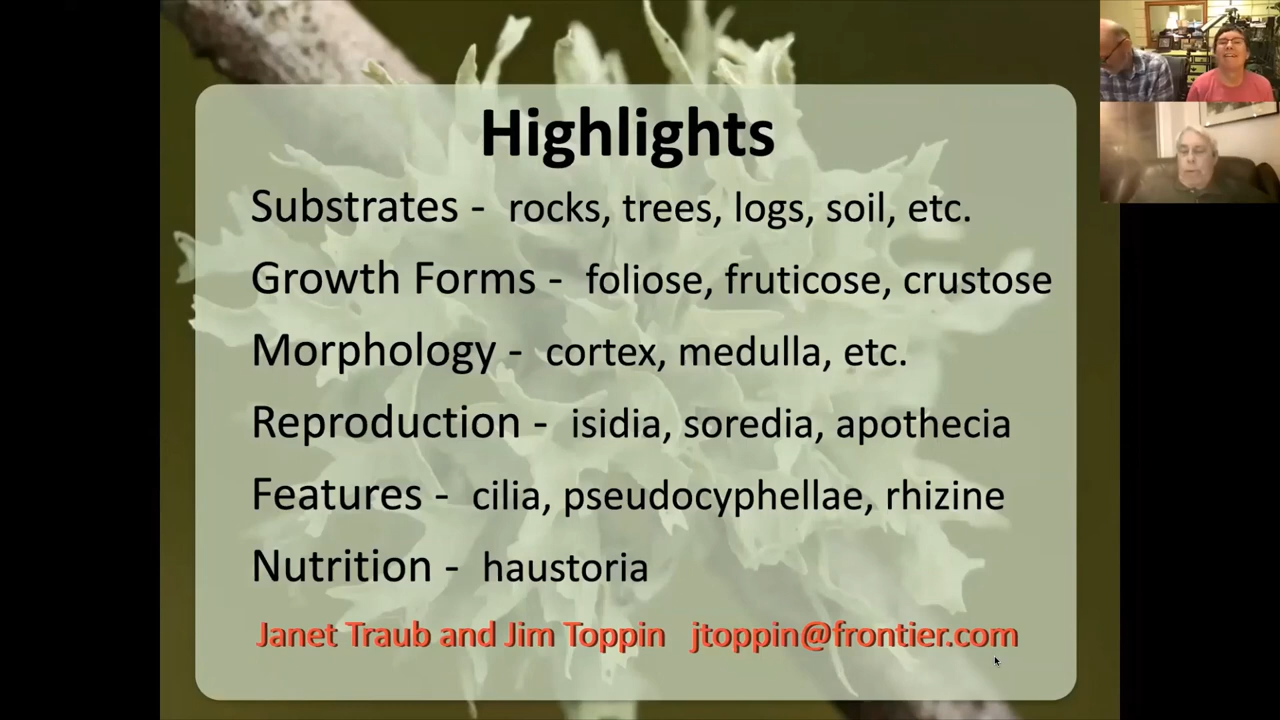 Highlights
Substrates - rocks, trees, logs, soil, etc.
Growth Forms - foliose, fruticose, crustose
Morphology - cortex, medulla, etc.
Reproduction - isidia, soredia, apothecia
Features - cilia, pseudocyphellae, rhizine
Nutrition - haustoria
Janet Traub and Jim Toppin jtoppin@frontier.com